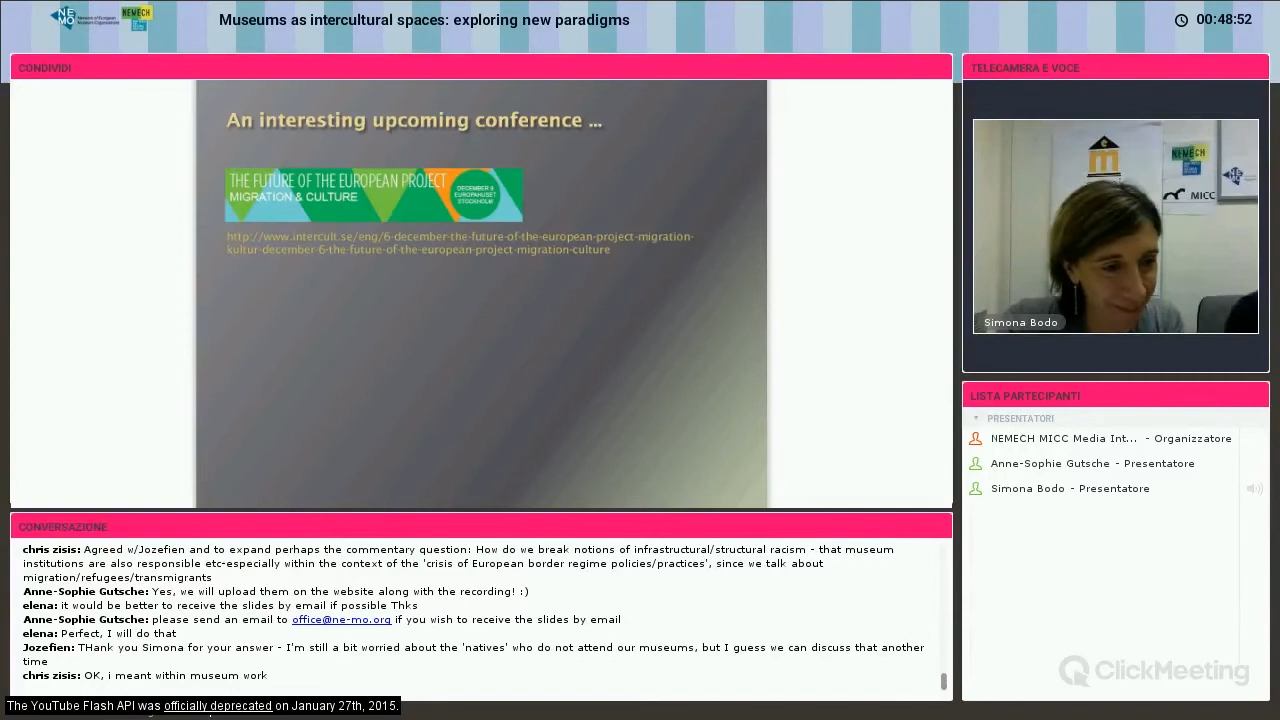 NE
MO
Network of European
Museum Organisations
NEMECH
Museums as intercultural spaces: exploring new paradigms
00:48:52
CONDIVIDI
An interesting upcoming conference ...
THE FUTURE OF THE EUROPEAN PROJECT
MIGRATION & CULTURE
DECEMBER 6
EUROPAHUSET
STOCKHOLM
http://www.intercult.se/eng/6-december-the-future-of-the-european-project-migration-
kultur-december-6-the-future-of-the-european-project-migration-culture
TELECAMERA E VOCE
m
NEMECH
MICC
Simona Bodo
LISTA PARTECIPANTI
PRESENTATORI
NEMECH MICC Media Int... - Organizzatore
Anne-Sophie Gutsche - Presentatore
Simona Bodo - Presentatore
ClickMeeting
CONVERSAZIONE
chris zisis: Agreed w/Jozefien and to expand perhaps the commentary question: How do we break notions of infrastructural/structural racism - that museum
institutions are also responsible etc-especially within the context of the 'crisis of European border regime policies/practices', since we talk about
migration/refugees/transmigrants
Anne-Sophie Gutsche: Yes, we will upload them on the website along with the recording! :)
elena: it would be better to receive the slides by email if possible Thks
Anne-Sophie Gutsche: please send an email to office@ne-mo.org if you wish to receive the slides by email
elena: Perfect, I will do that
Jozefien: THank you Simona for your answer - I'm still a bit worried about the 'natives' who do not attend our museums, but I guess we can discuss that another
time
chris zisis: OK, i meant within museum work
The YouTube Flash API was officially deprecated on January 27th, 2015.